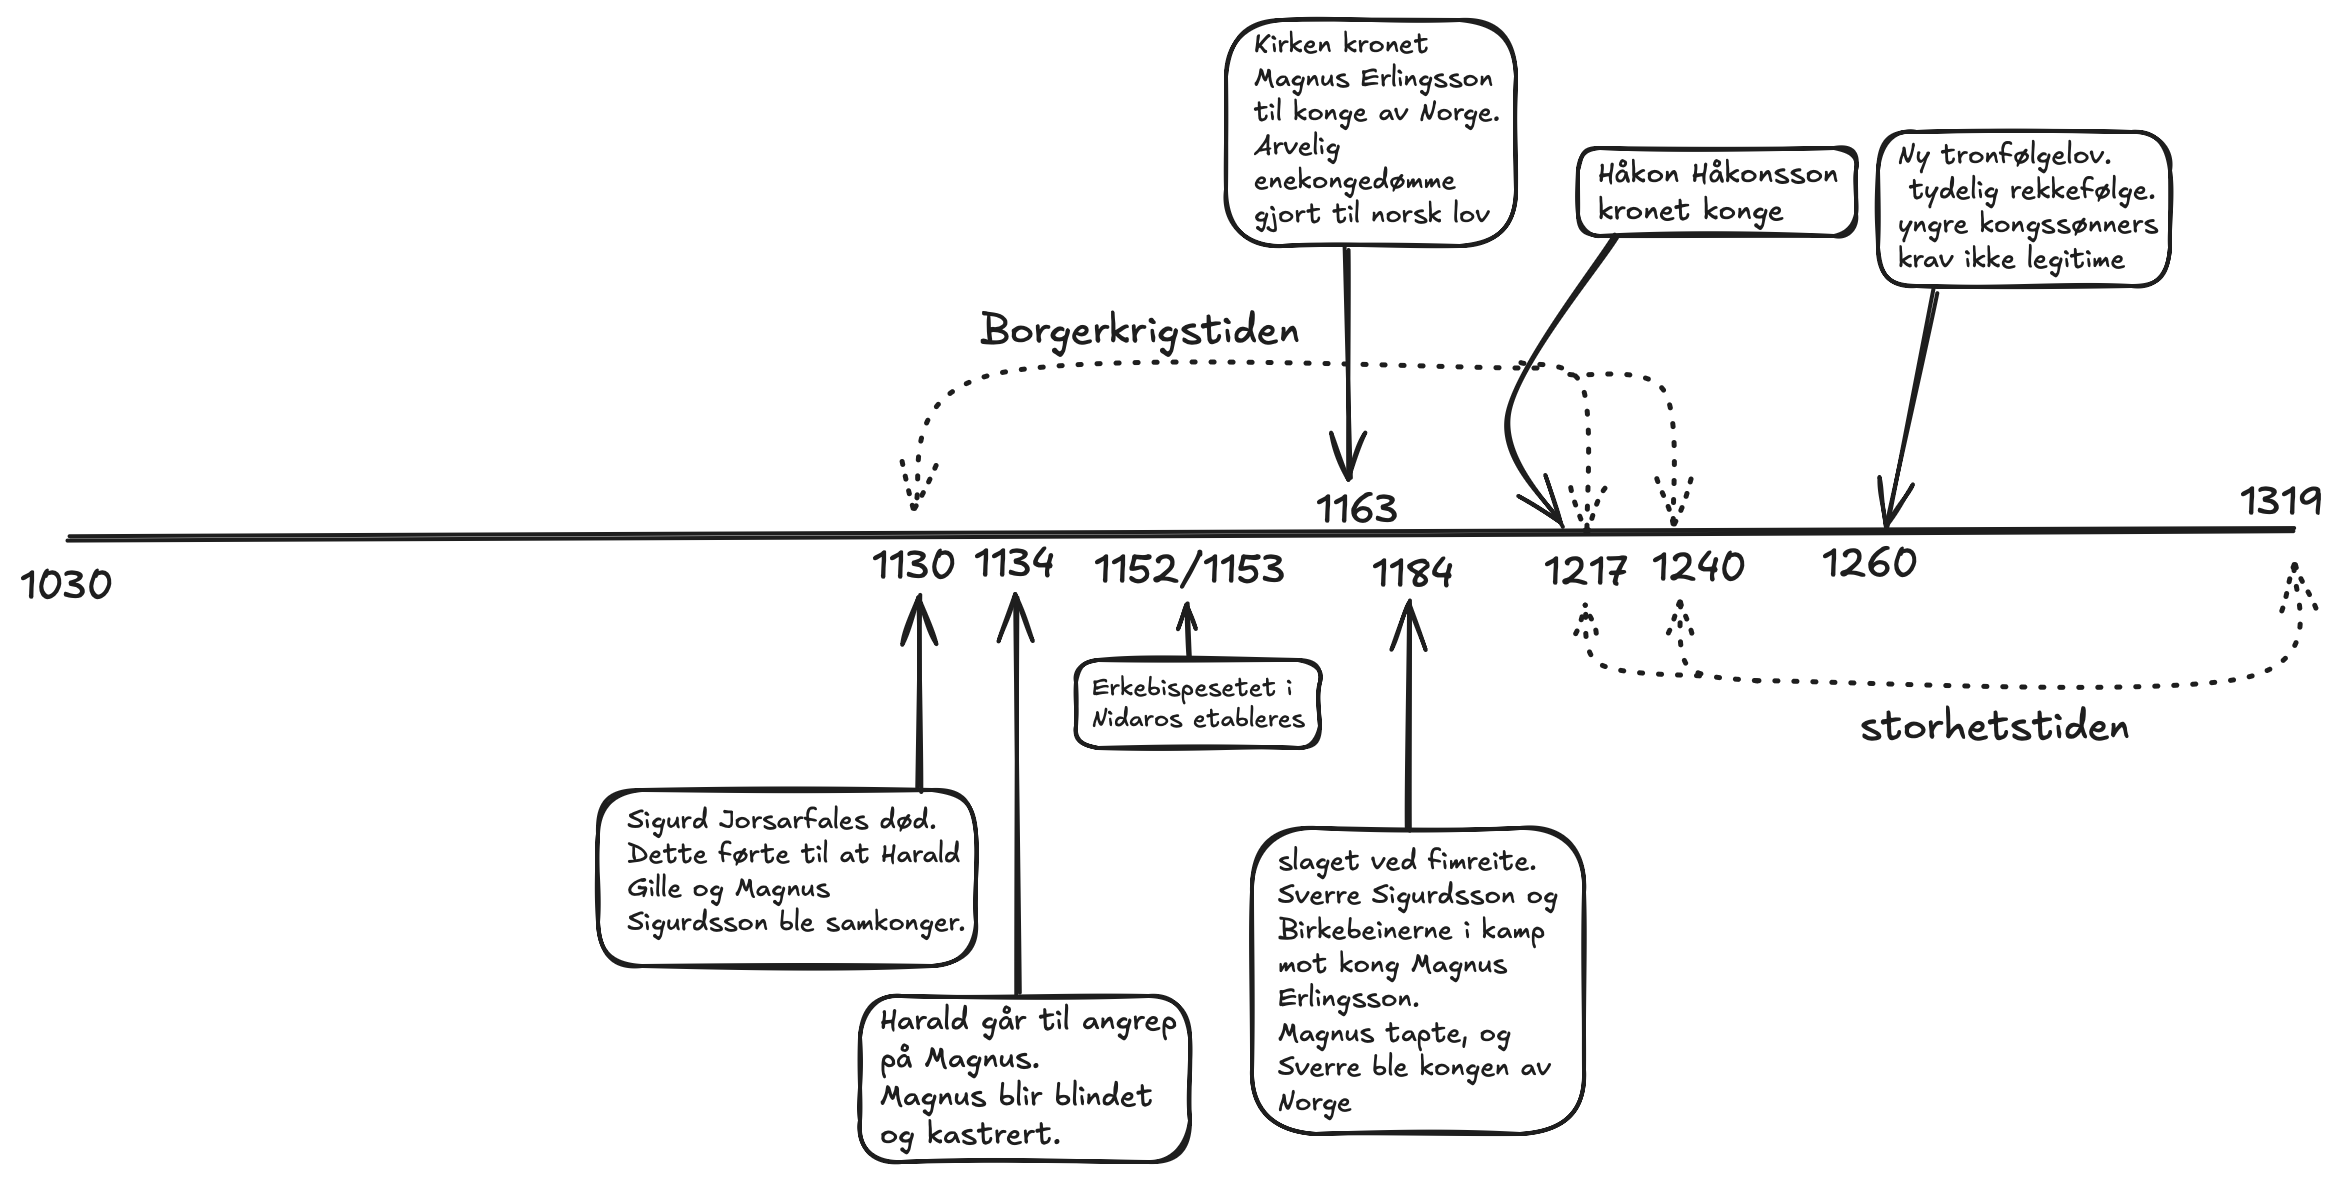 Kirken kronet
Magnus Erlingsson
til konge av Norge.
Arvelig
enekongedømme
gjort til norsk lov
Håkon Håkonsson
kronet konge
Ny tronfølgelov.
tydelig rekkefølge.
yngre kongssønners
krav ikke legitime
Borgerkrigstiden
1163
1319
1030
1130
1134
1152/1153
1184
1217
1240
1260
Erkebispesetet i
Nidaros etableres
storhetstiden
Sigurd Jorsarfales død.
Dette førte til at Harald
Gille og Magnus
Sigurdsson ble samkonger.
slaget ved fimreite.
Sverre Sigurdsson og
Birkebeinerne i kamp
mot kong Magnus
Erlingsson.
Magnus tapte, og
Sverre ble kongen av
Norge
Harald går til angrep
på Magnus.
Magnus blir blindet
og kastrert.